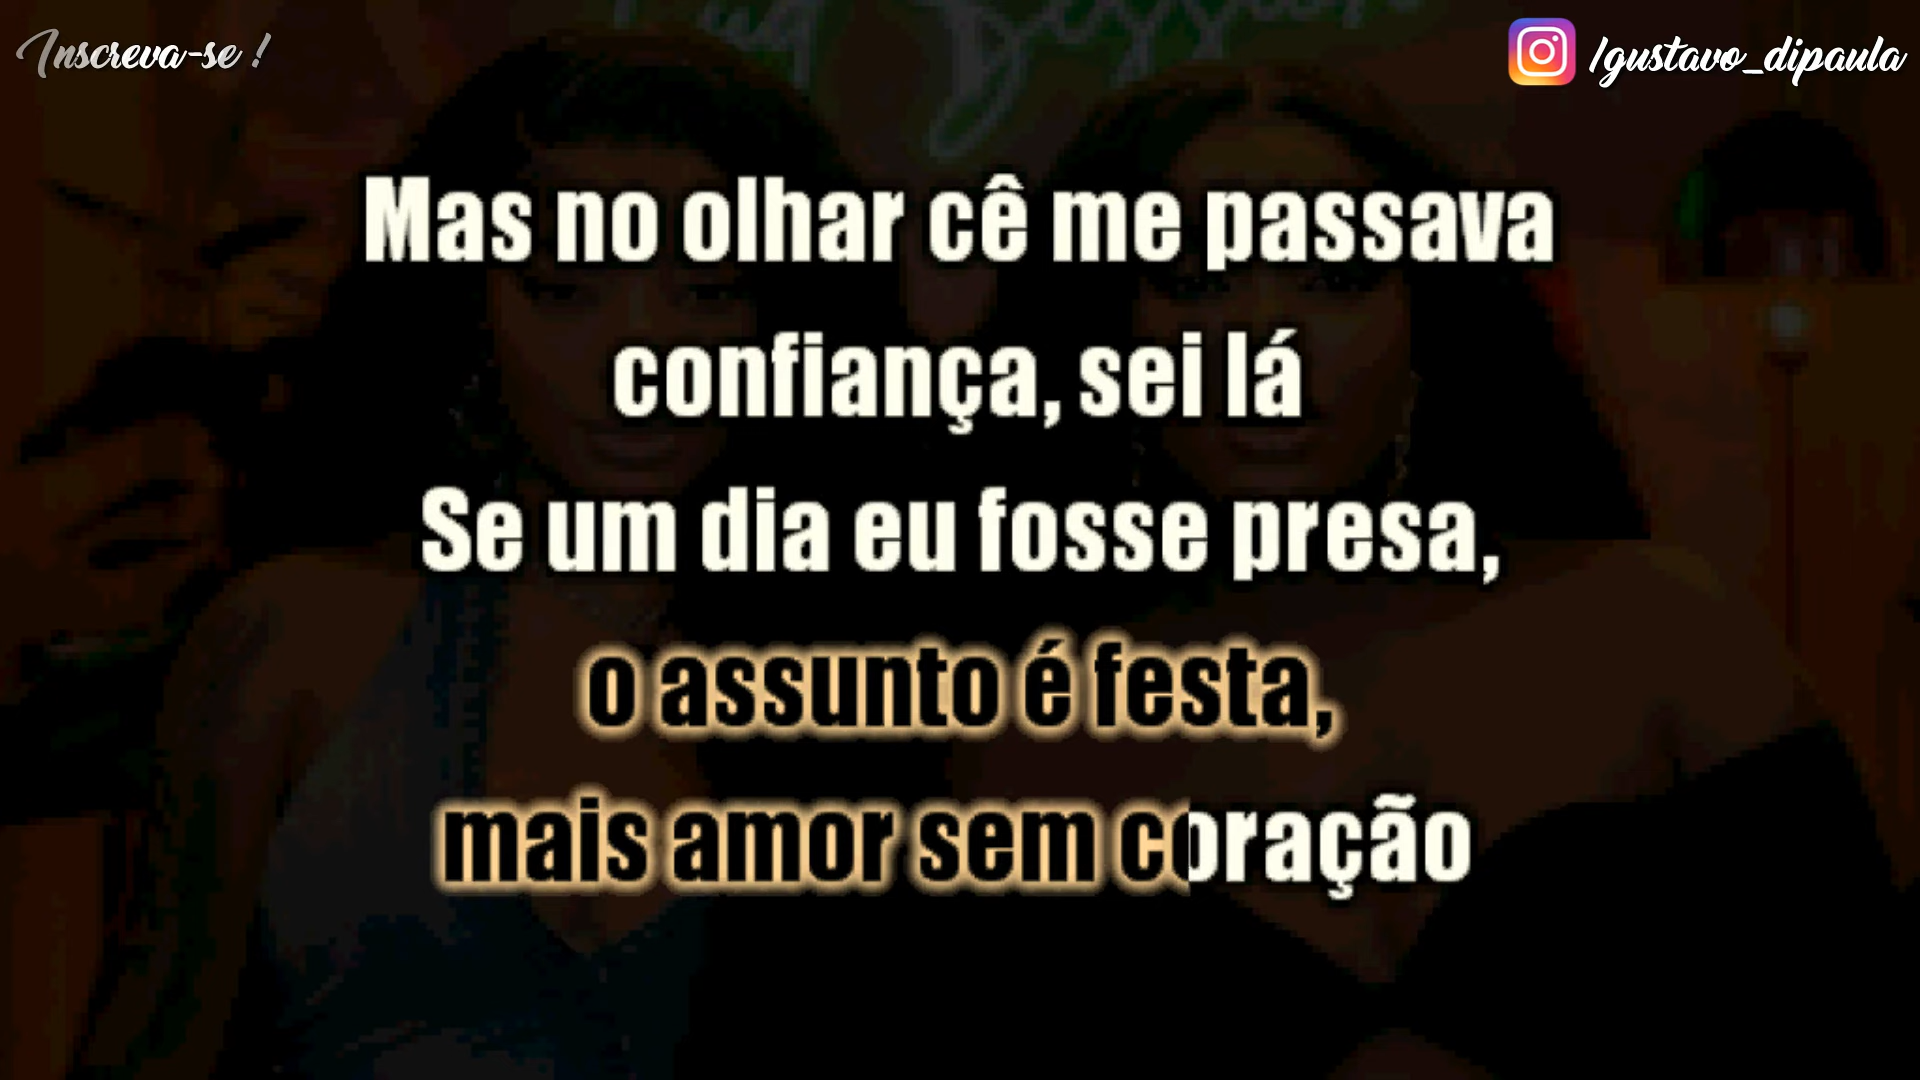 Inscreva-se !
/gustavo_dipaula
Mas no olhar cê me passava
confiança, sei lá
Se um dia eu fosse presa,
o assunto é festa,
mais amor sem coração